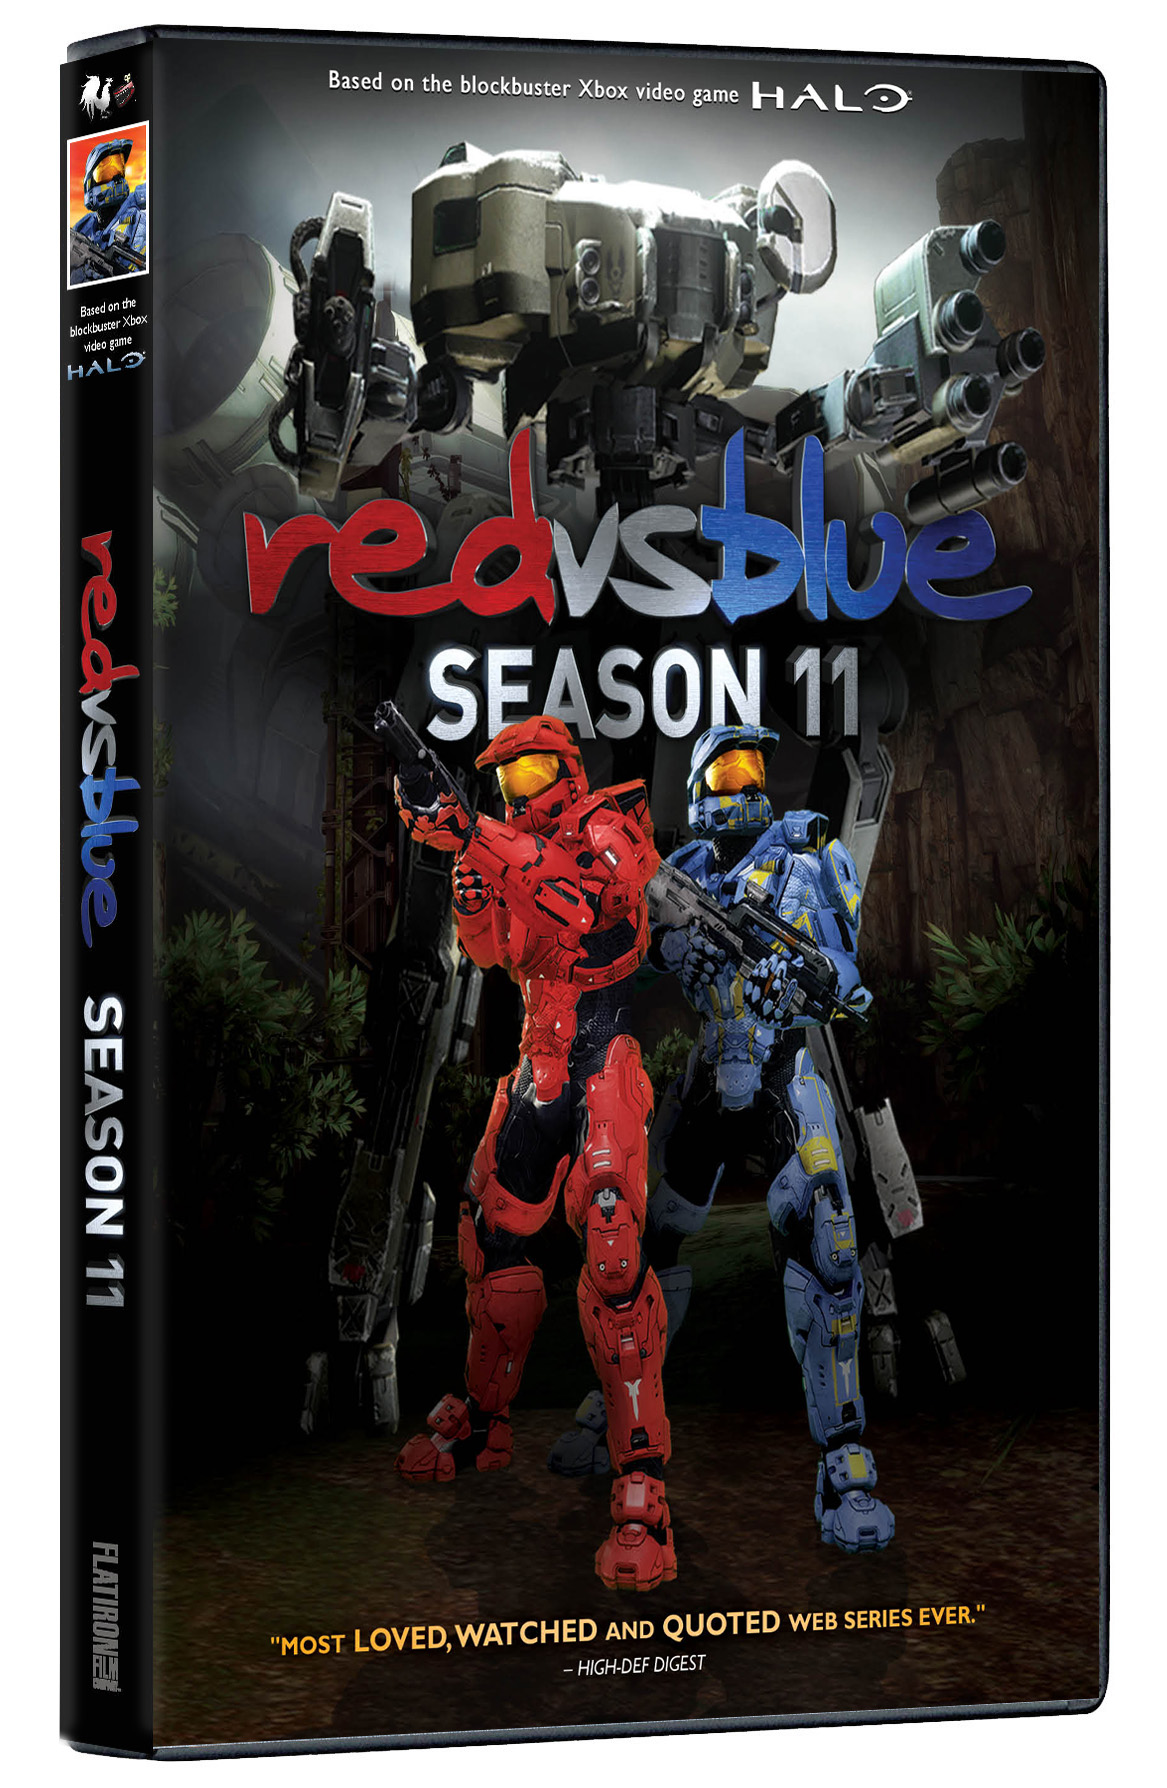 Based on the blockbuster Xbox video game HALO®
redvsblue
SEASON 11
"MOST LOVED, WATCHED AND QUOTED WEB SERIES EVER."
– HIGH-DEF DIGEST
Based on the
blockbuster Xbox
video game
HALO
redvsblue
SEASON 11
FLATIRON
FILM